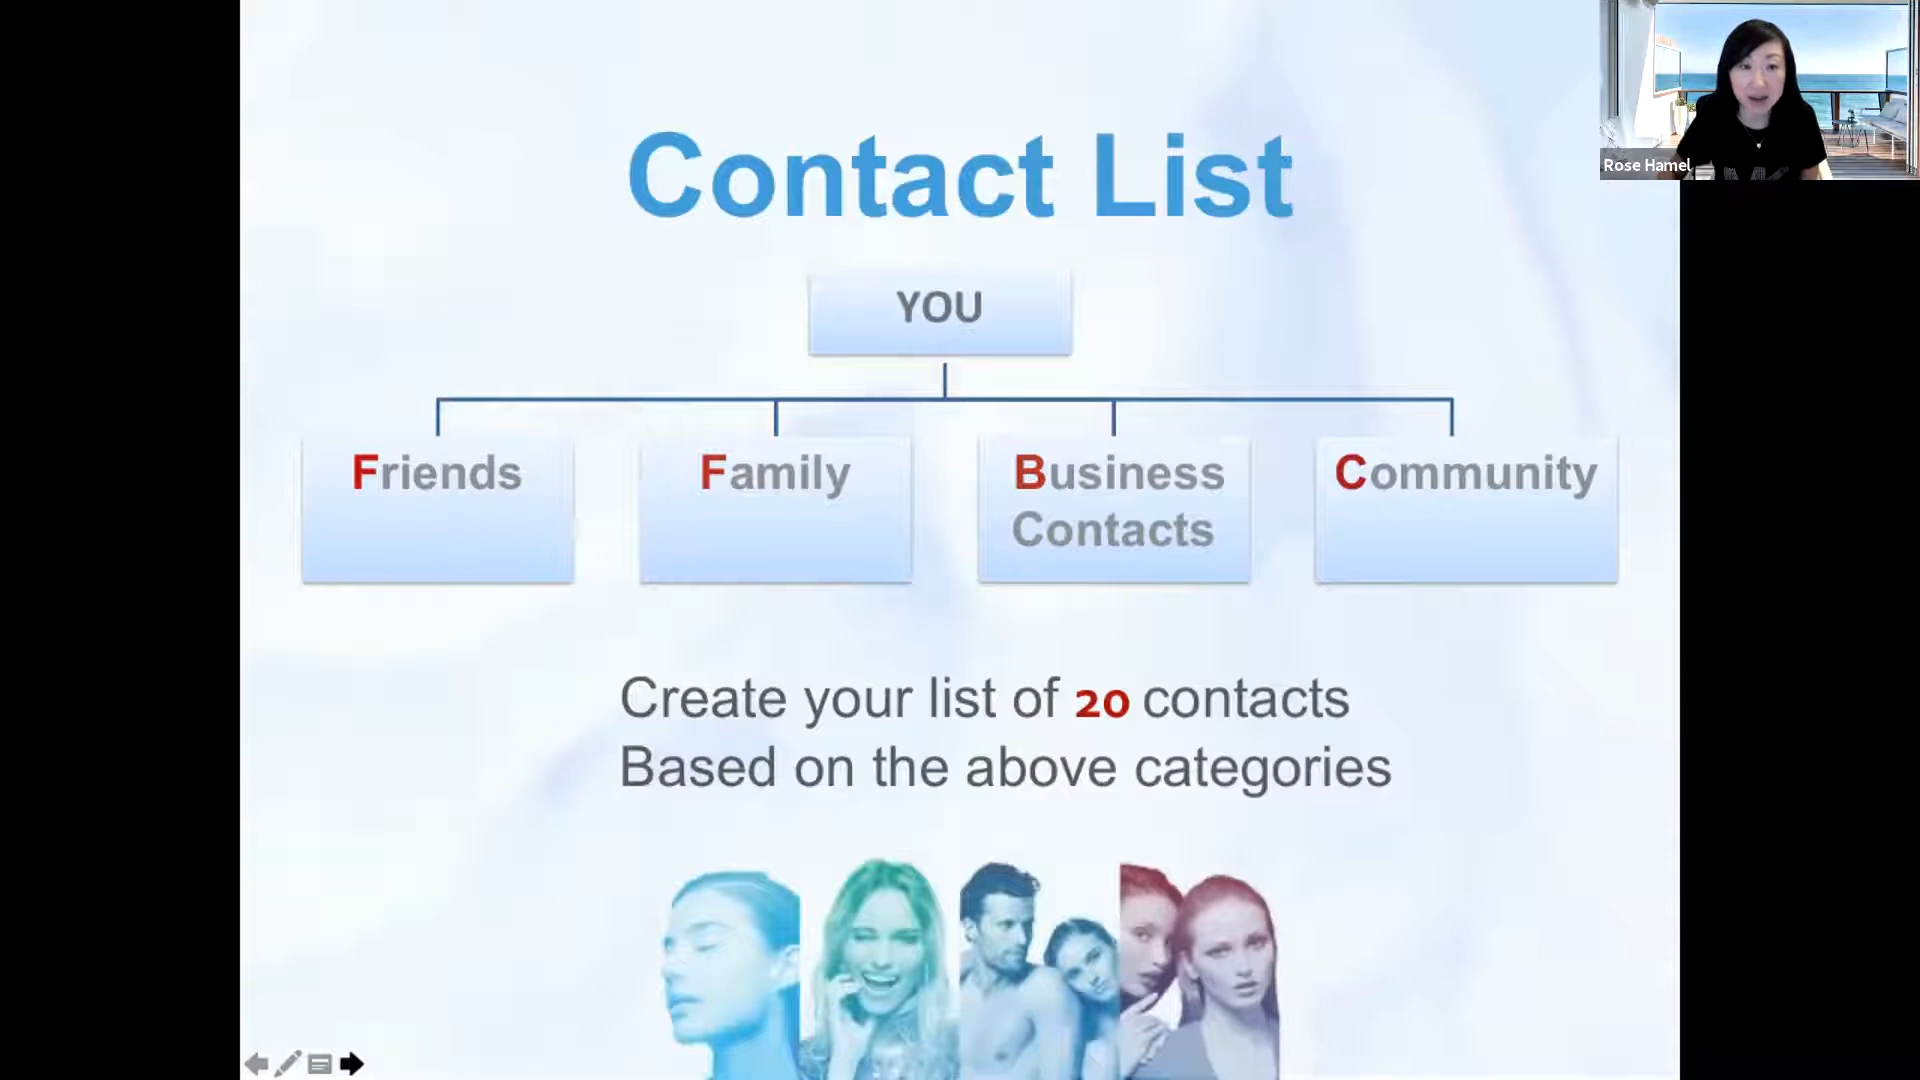 Contact List
YOU
Friends
Family
Business
Contacts
Community
Create your list of 20 contacts
Based on the above categories
Rose Hamel